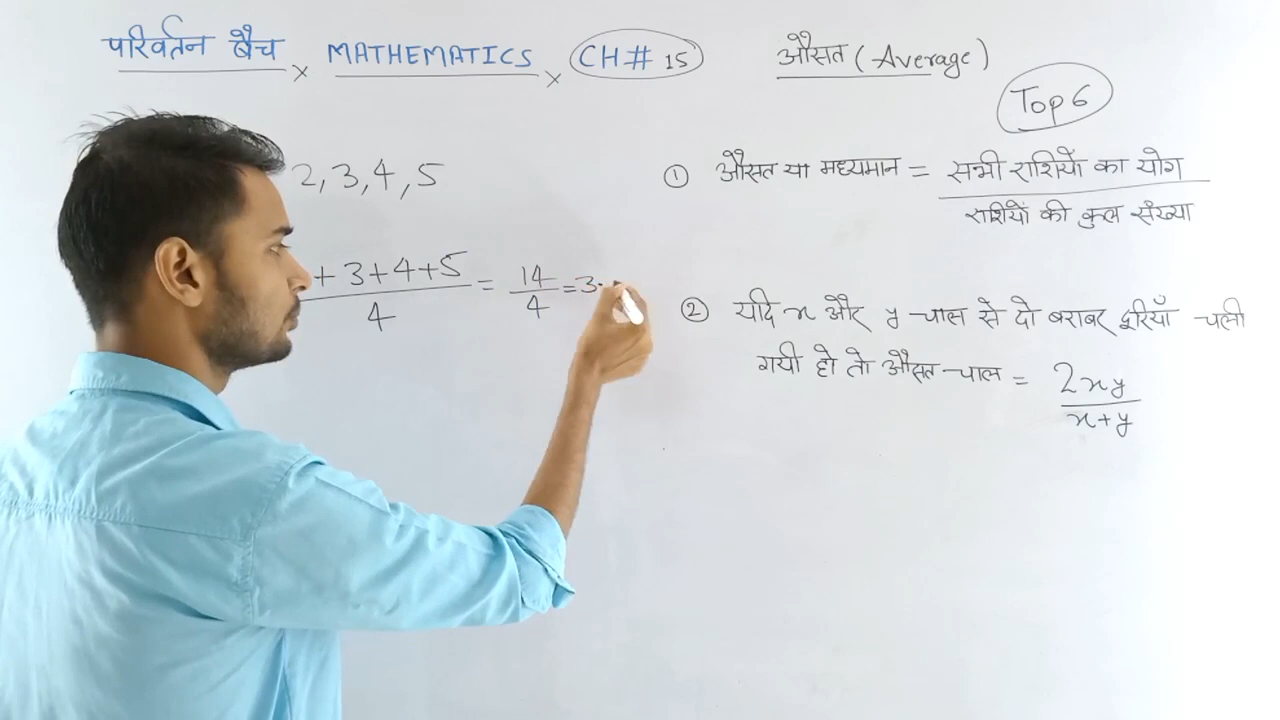 परिवर्तन बैच × MATHEMATICS × CH# 15 औसत (Average)
Top 6
2, 3, 4, 5
+ 3 + 4 + 5 / 4 = 14 / 4 = 3.
① औसत या मध्यमान = सभी राशियों का योग
राशियों की कुल संख्या
② यदि x और y चाल से दो बराबर दूरियाँ चली
गयी हो तो औसत चाल = 2xy / x+y